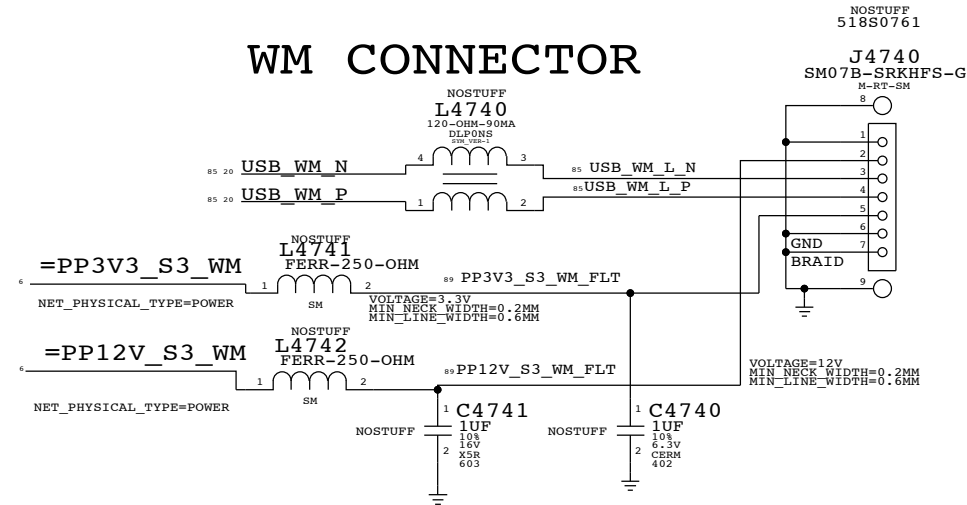 NOSTUFF
518S0761
WM CONNECTOR
J4740
SM07B-SRKHFS-G
M-RT-SM
NOSTUFF
L4740
120-OHM-90MA
DLP0NS
SYM_VER-1
8
1
2
3
4
5
6
7
9
GND
BRAID
4
3
85 20 USB_WM_N
85 USB_WM_L_N
85 20 USB_WM_P
85 USB_WM_L_P
1
2
NOSTUFF
L4741
FERR-250-OHM
6 =PP3V3_S3_WM
1
2
89 PP3V3_S3_WM_FLT
NET_PHYSICAL_TYPE=POWER
SM
VOLTAGE=3.3V
MIN_NECK_WIDTH=0.2MM
MIN_LINE_WIDTH=0.6MM
NOSTUFF
L4742
FERR-250-OHM
6 =PP12V_S3_WM
1
2
89 PP12V_S3_WM_FLT
VOLTAGE=12V
MIN_NECK_WIDTH=0.2MM
MIN_LINE_WIDTH=0.6MM
NET_PHYSICAL_TYPE=POWER
SM
1
C4741
NOSTUFF
1UF
10%
16V
X5R
603
2
1
C4740
NOSTUFF
1UF
10%
6.3V
CERM
402
2